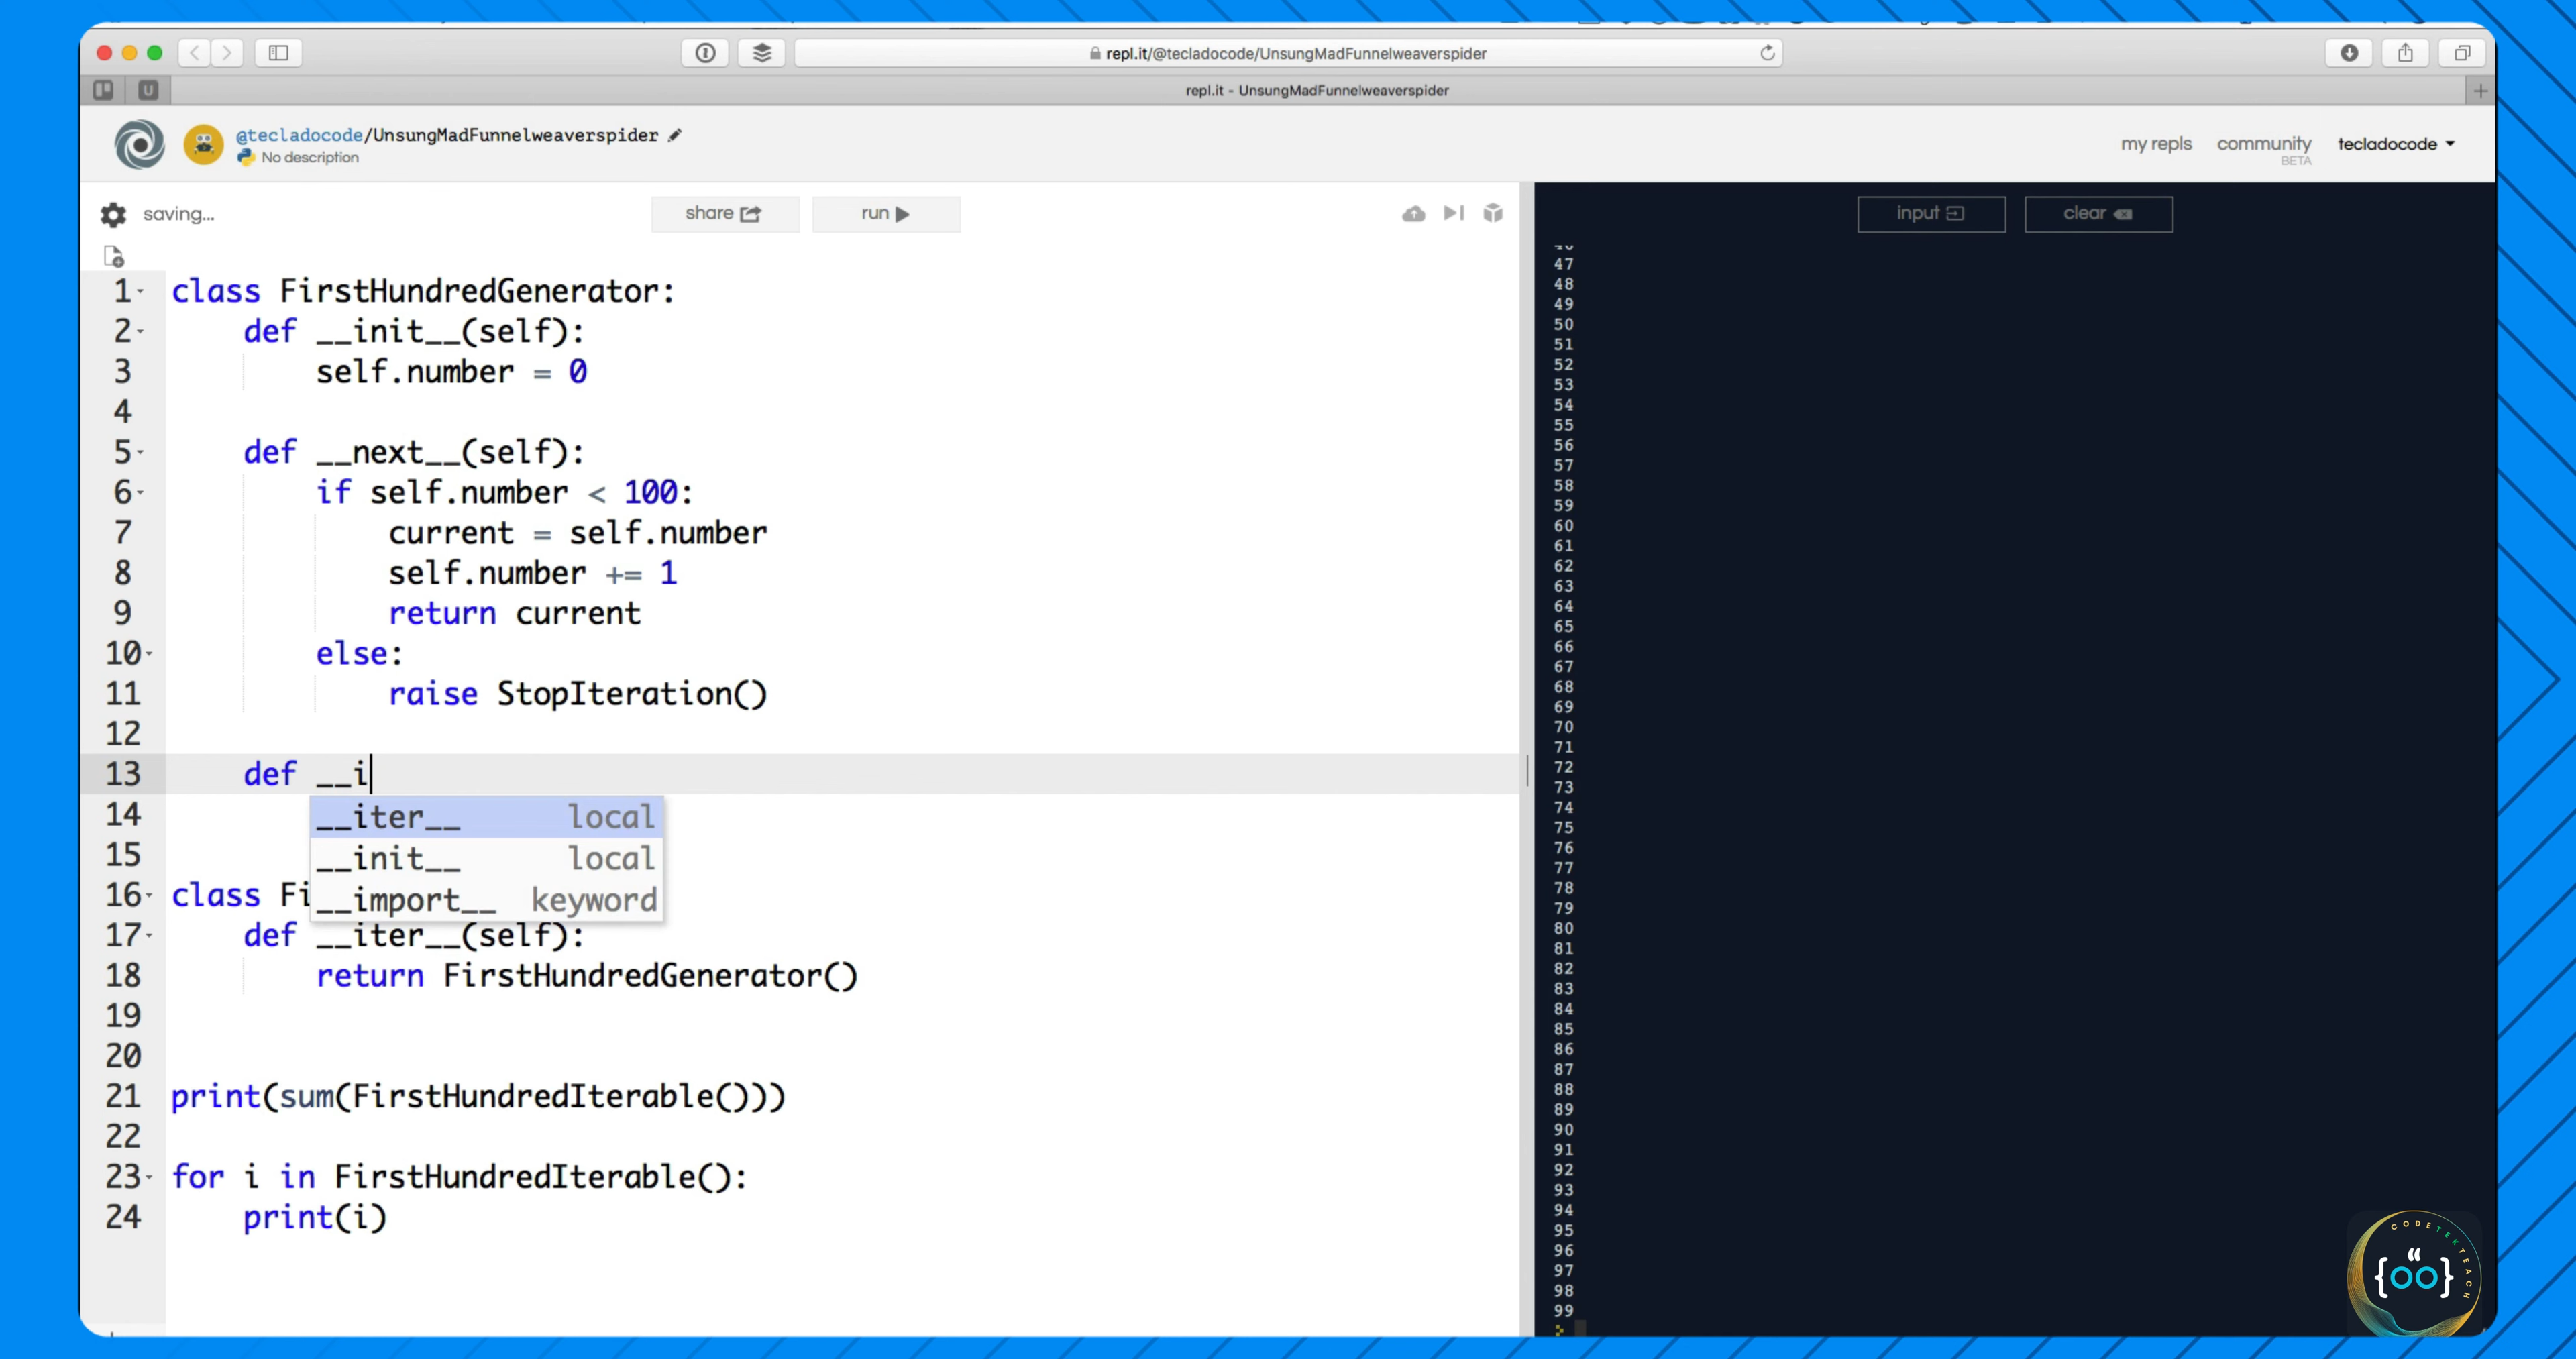 repl.it/@tecladocode/UnsungMadFunnelweaverspider
U
repl.it - UnsungMadFunnelweaverspider
+
@tecladocode/UnsungMadFunnelweaverspider
No description
my repls community BETA tecladocode
saving...
share
run
input
clear
1 class FirstHundredGenerator:
2 def __init__(self):
3 self.number = 0
4
5 def __next__(self):
6 if self.number < 100:
7 current = self.number
8 self.number += 1
9 return current
10 else:
11 raise StopIteration()
12
13 def __i
14 __iter__ local
15 __init__ local
16 class Fi __import__ keyword
17 def __iter__(self):
18 return FirstHundredGenerator()
19
20
21 print(sum(FirstHundredIterable()))
22
23 for i in FirstHundredIterable():
24 print(i)
47
48
49
50
51
52
53
54
55
56
57
58
59
60
61
62
63
64
65
66
67
68
69
70
71
72
73
74
75
76
77
78
79
80
81
82
83
84
85
86
87
88
89
90
91
92
93
94
95
96
97
98
99
CODETEKTEACH